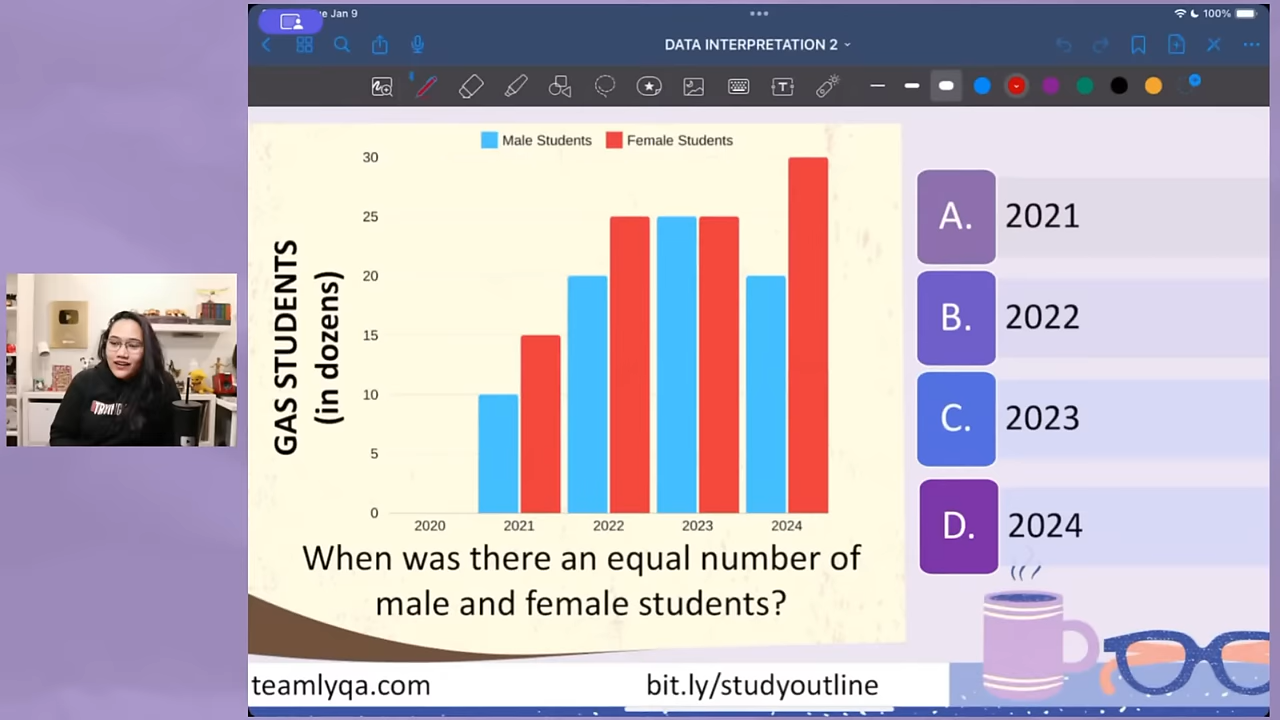 Jan 9
100%
DATA INTERPRETATION 2
Male Students
Female Students
GAS STUDENTS
(in dozens)
30
25
20
15
10
5
0
2020
2021
2022
2023
2024
When was there an equal number of
male and female students?
A. 2021
B. 2022
C. 2023
D. 2024
teamlyqa.com
bit.ly/studyoutline